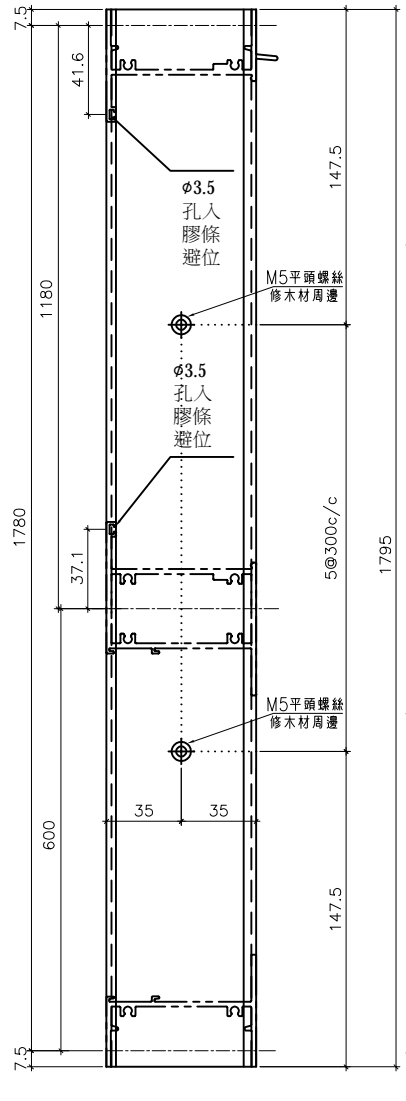 7.5
41.6
147.5
φ3.5
孔入
膠條
避位
M5平頭螺絲
修木材周邊
1180
φ3.5
孔入
膠條
避位
1780
37.1
5@300c/c
1795
M5平頭螺絲
修木材周邊
35
35
600
147.5
7.5